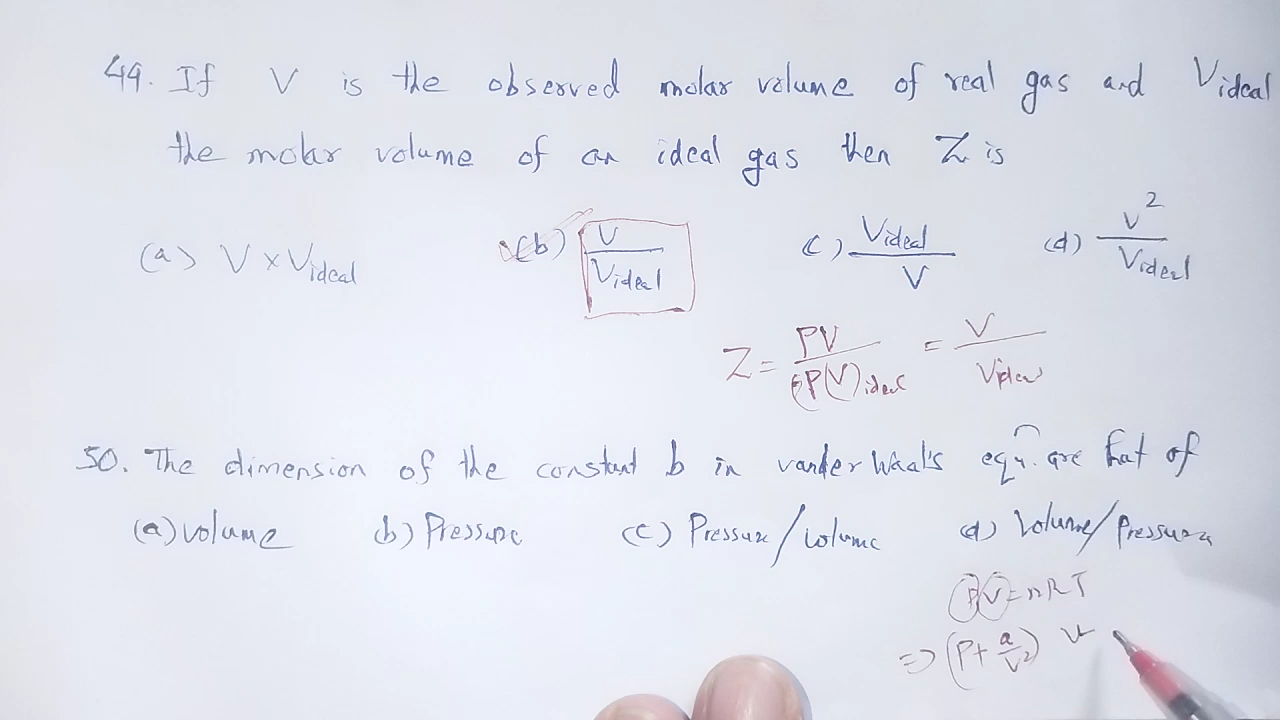 49. If V is the observed molar volume of real gas and Videal
the molar volume of an ideal gas then Z is
(a) V × Videal (b) V/Videal (c) Videal/V (d) V²/Videal
Z = PV/(P(V)ideal = V/Videal
50. The dimension of the constant b in vander Waal's eqn. are that of
(a) volume (b) Pressure (c) Pressure/volume (d) Volume/Pressure
PV = nRT
⇒ (P + a/V²) V